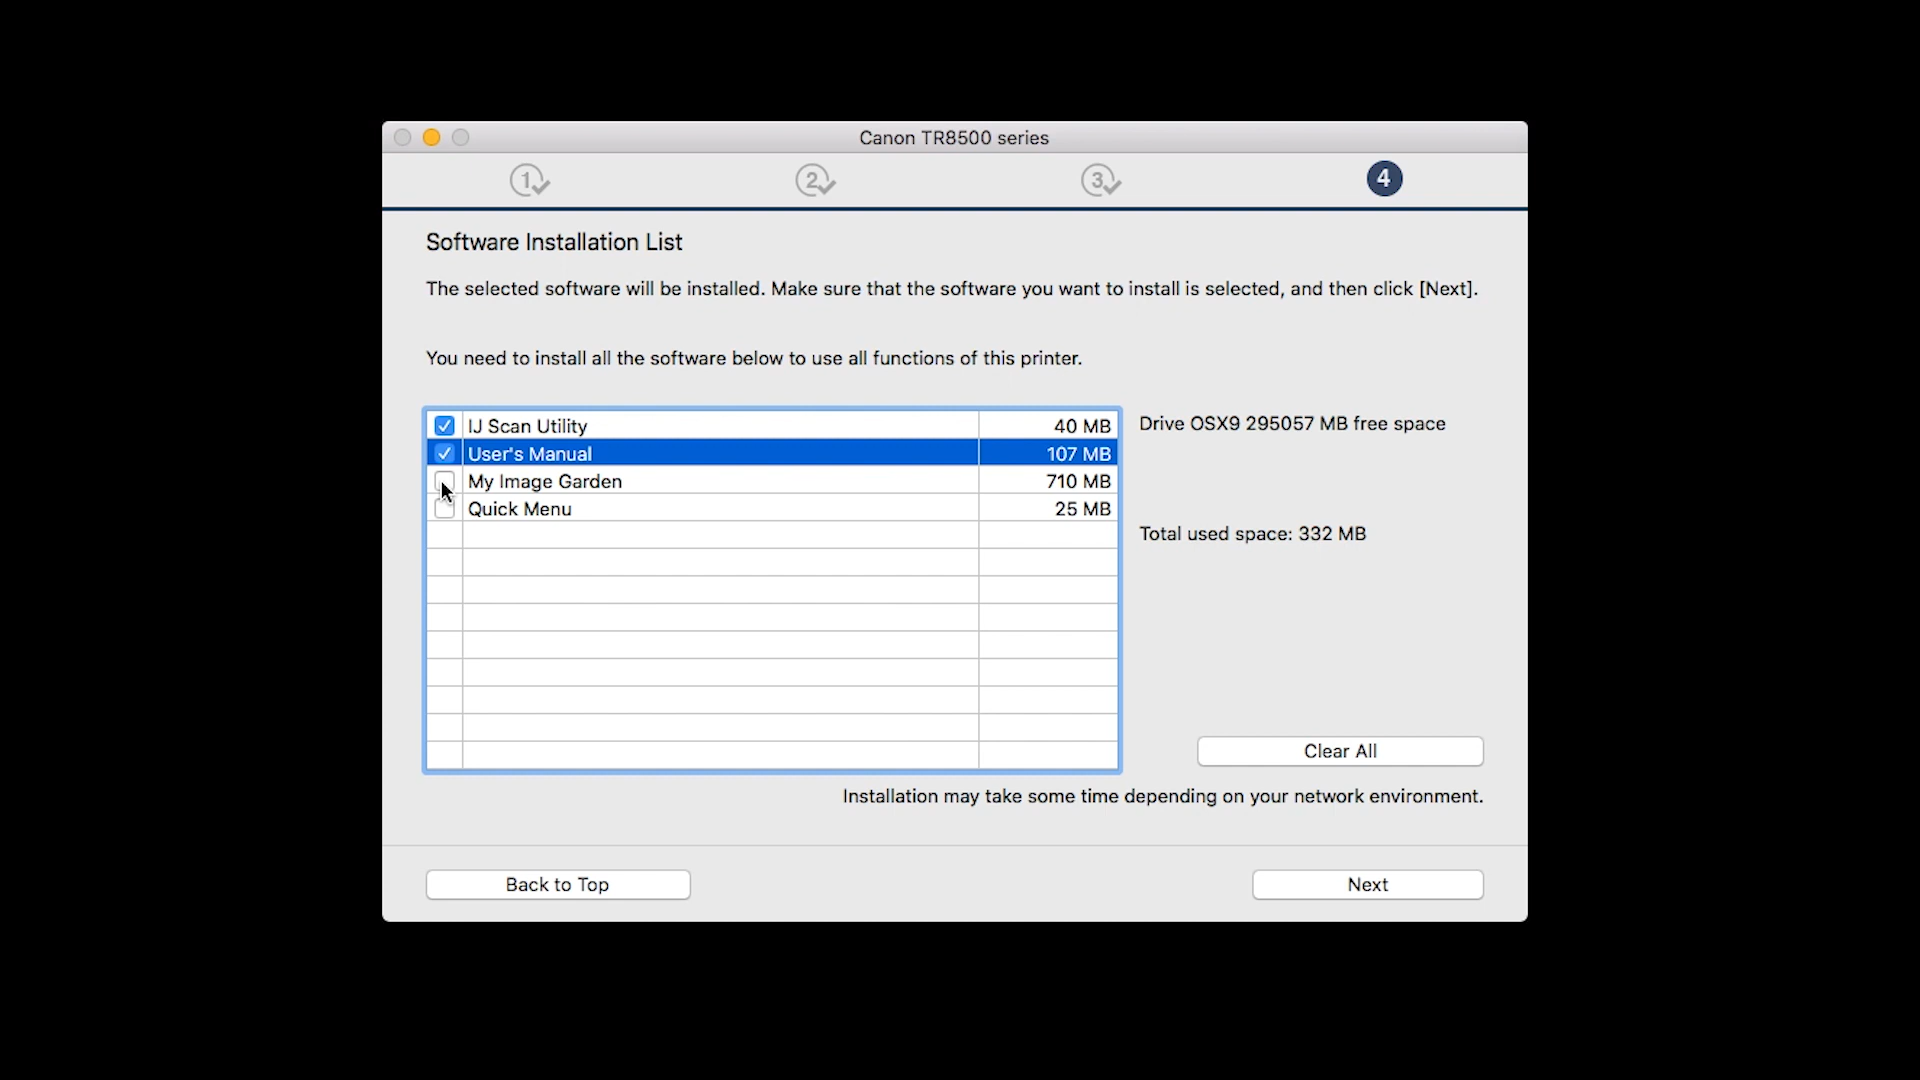 Canon TR8500 series
1 2 3 4
Software Installation List
The selected software will be installed. Make sure that the software you want to install is selected, and then click [Next].
You need to install all the software below to use all functions of this printer.
IJ Scan Utility 40 MB
User's Manual 107 MB
My Image Garden 710 MB
Quick Menu 25 MB
Drive OSX9 295057 MB free space
Total used space: 332 MB
Clear All
Installation may take some time depending on your network environment.
Back to Top Next